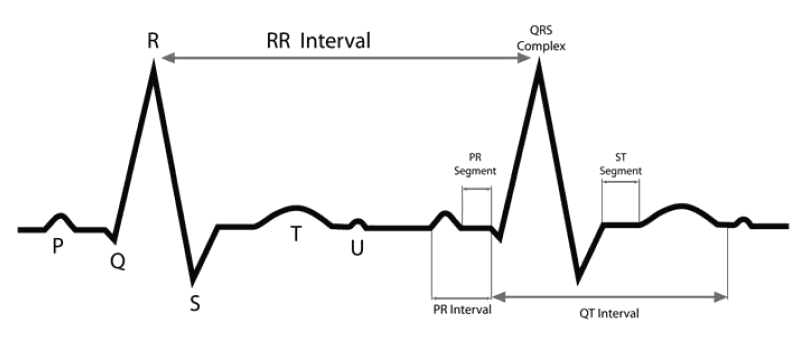 QRS
Complex
R
RR Interval
PR
Segment
ST
Segment
P
Q
T
U
S
PR Interval
QT Interval